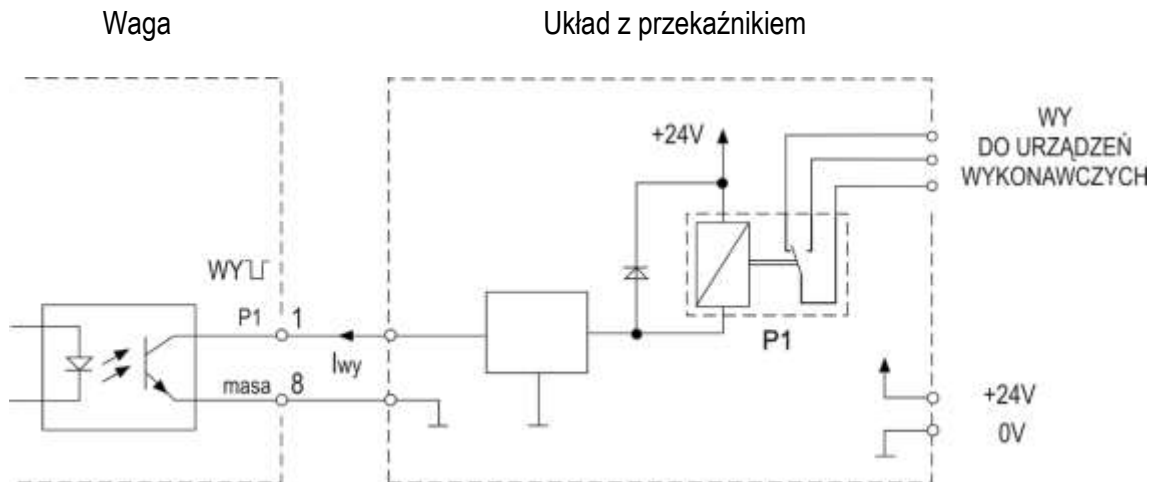 Waga
Układ z przekaźnikiem
+24V
WY
DO URZĄDZEŃ
WYKONAWCZYCH
WY
P1
1
Iwy
masa
8
P1
+24V
0V